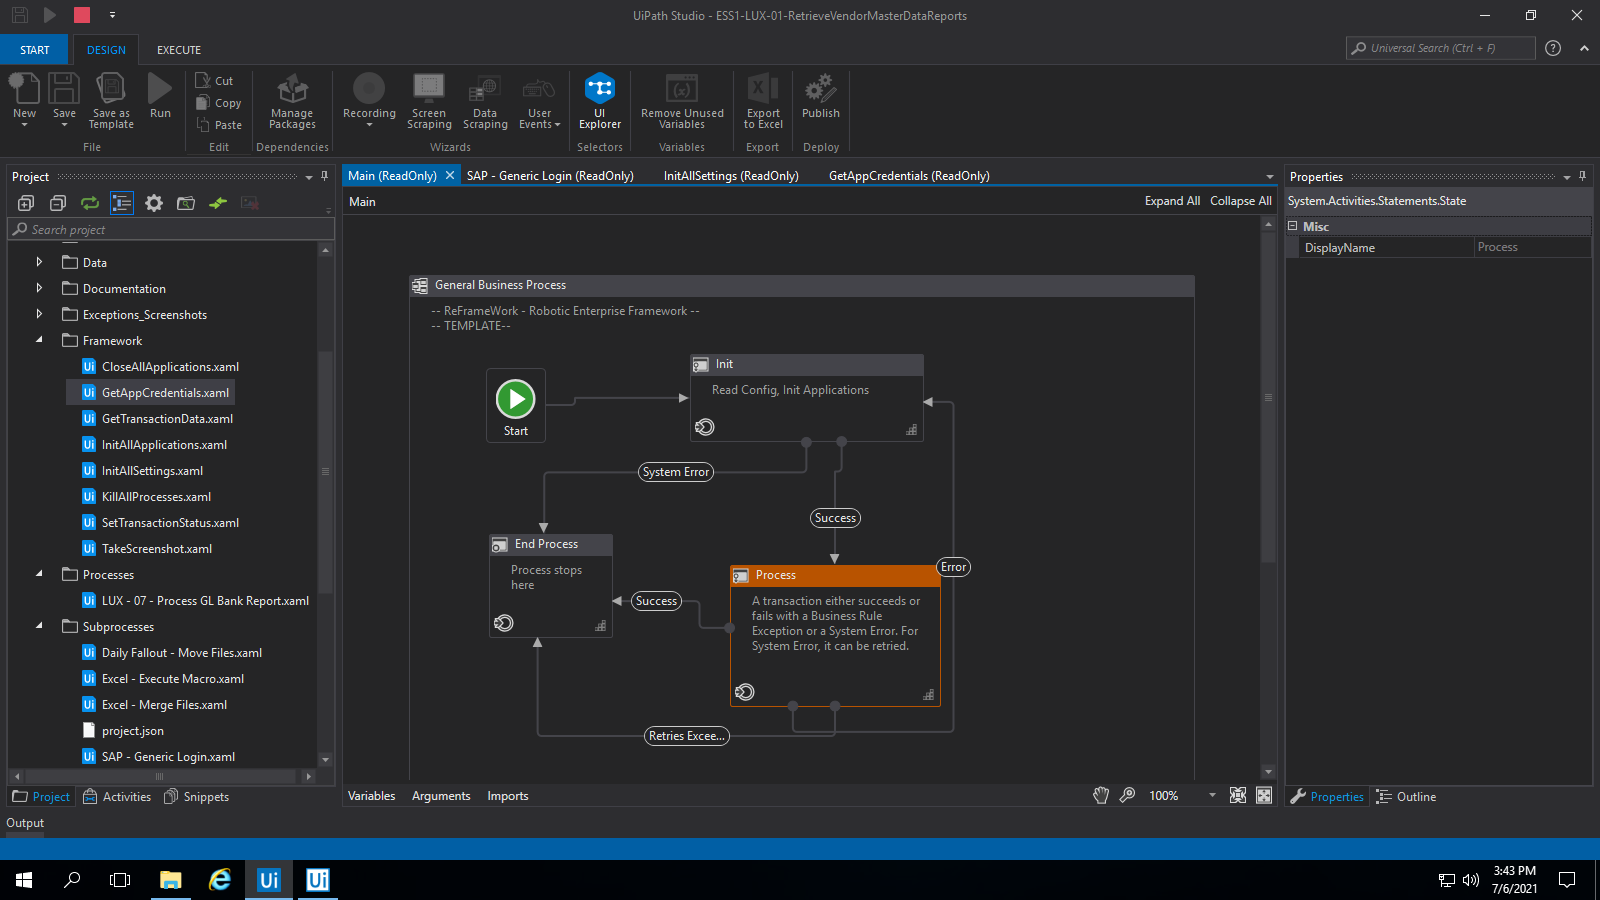 UiPath Studio - ESS1-LUX-01-RetrieveVendorMasterDataReports
START
DESIGN
EXECUTE
Universal Search (Ctrl + F)
New
Save
Save as Template
Run
File
Cut
Copy
Paste
Edit
Manage Packages
Dependencies
Recording
Screen Scraping
Data Scraping
User Events
Wizards
UI Explorer
Selectors
Remove Unused Variables
Variables
Export to Excel
Export
Publish
Deploy
Project
Search project
Data
Documentation
Exceptions_Screenshots
Framework
CloseAllApplications.xaml
GetAppCredentials.xaml
GetTransactionData.xaml
InitAllApplications.xaml
InitAllSettings.xaml
KillAllProcesses.xaml
SetTransactionStatus.xaml
TakeScreenshot.xaml
Processes
LUX - 07 - Process GL Bank Report.xaml
Subprocesses
Daily Fallout - Move Files.xaml
Excel - Execute Macro.xaml
Excel - Merge Files.xaml
project.json
SAP - Generic Login.xaml
Project
Activities
Snippets
Main (ReadOnly)
SAP - Generic Login (ReadOnly)
InitAllSettings (ReadOnly)
GetAppCredentials (ReadOnly)
Main
Expand All
Collapse All
General Business Process
-- ReFrameWork - Robotic Enterprise Framework --
-- TEMPLATE--
Start
Init
Read Config, Init Applications
System Error
Success
End Process
Process stops
here
Success
Process
Error
A transaction either succeeds or
fails with a Business Rule
Exception or a System Error. For
System Error, it can be retried.
Retries Excee...
Variables
Arguments
Imports
100%
Properties
System.Activities.Statements.State
Misc
DisplayName
Process
Properties
Outline
Output
Ui
Ui
3:43 PM
7/6/2021